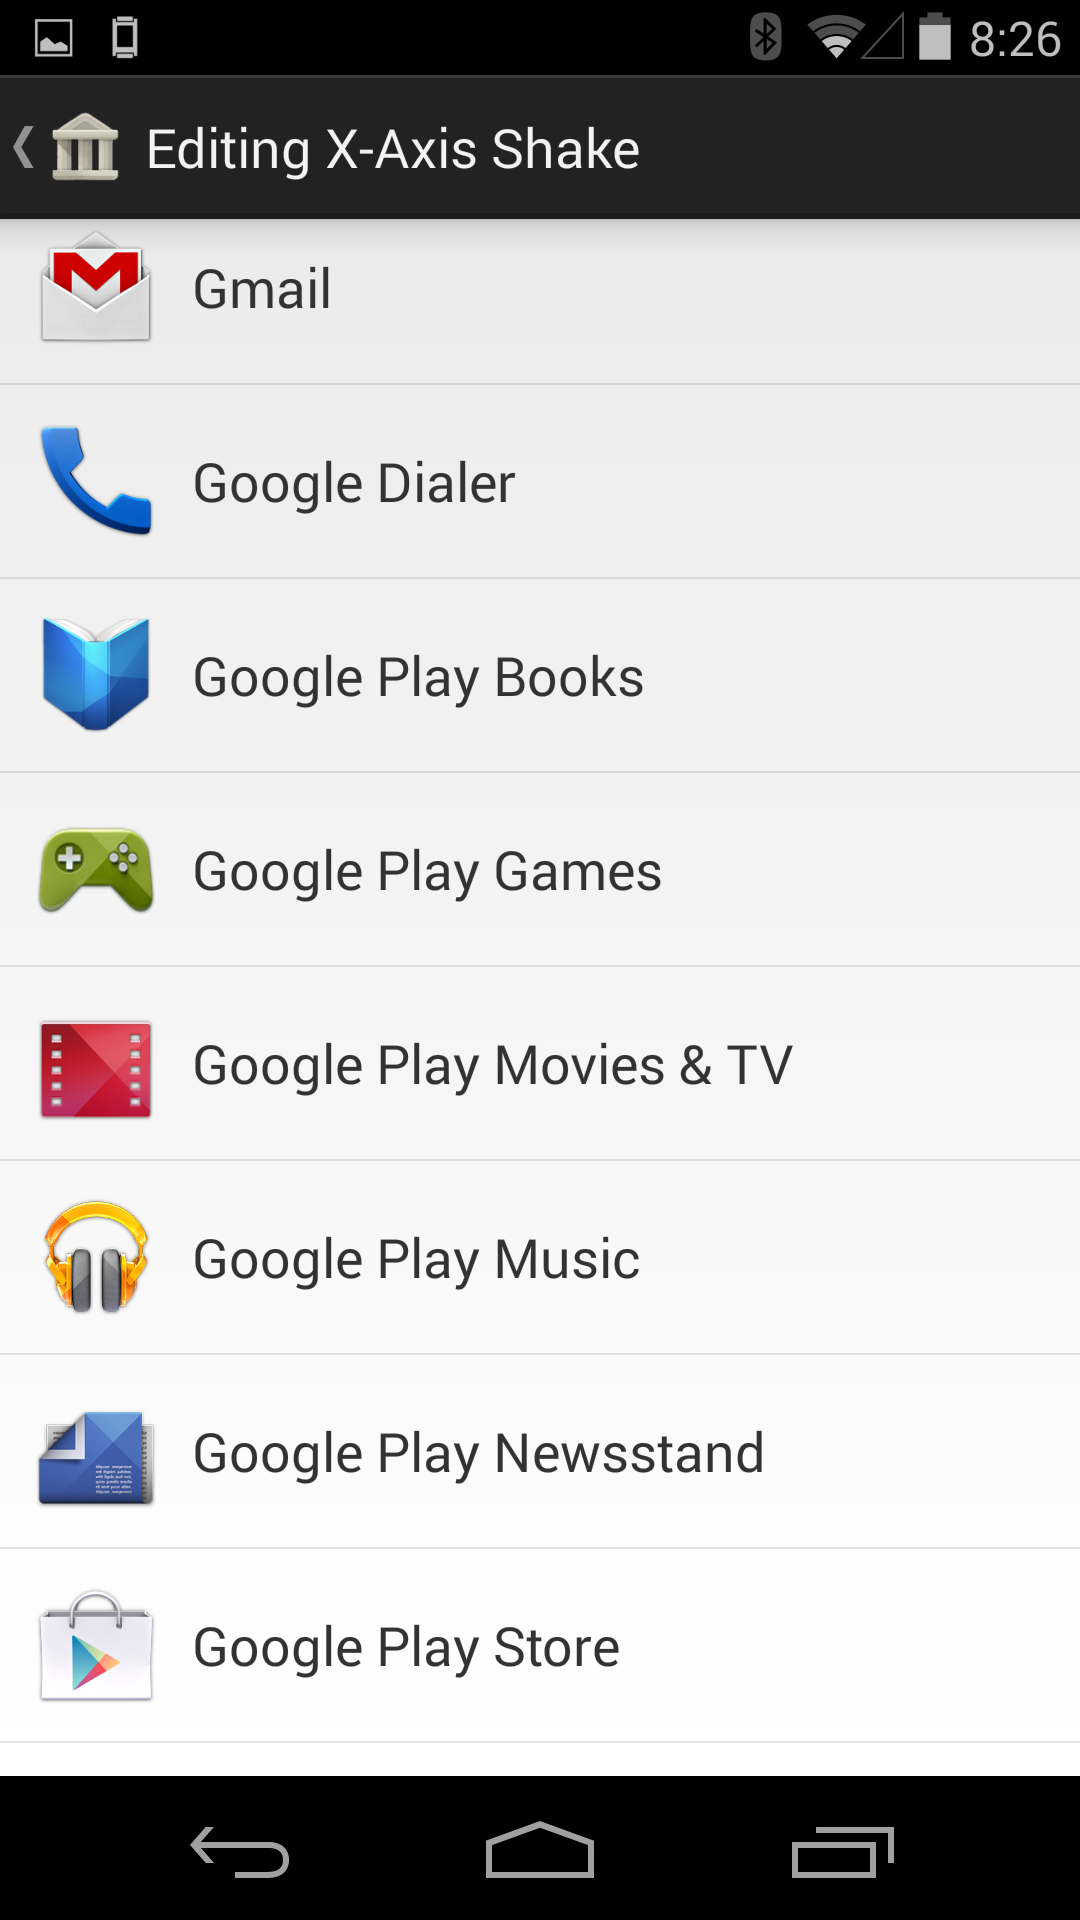 8:26
Editing X-Axis Shake
Gmail
Google Dialer
Google Play Books
Google Play Games
Google Play Movies & TV
Google Play Music
Google Play Newsstand
Google Play Store